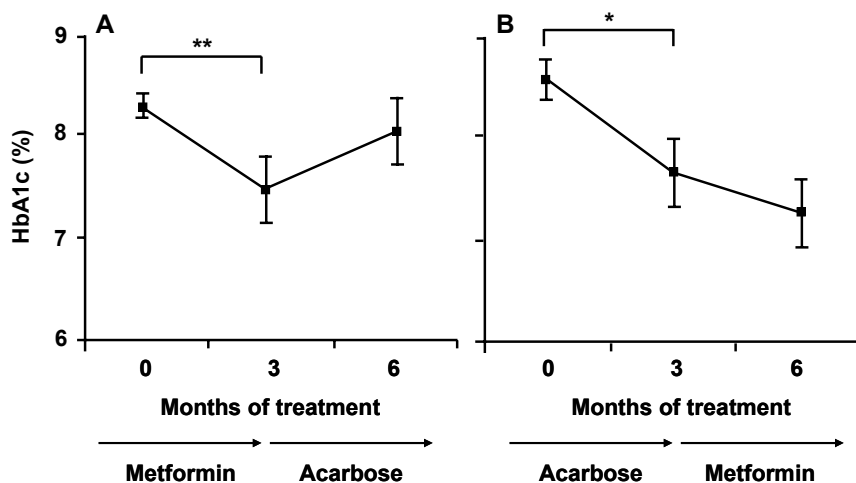 A
B
**
*
9
8
7
6
HbA1c (%)
0 3 6
0 3 6
Months of treatment
Months of treatment
Metformin Acarbose
Acarbose Metformin